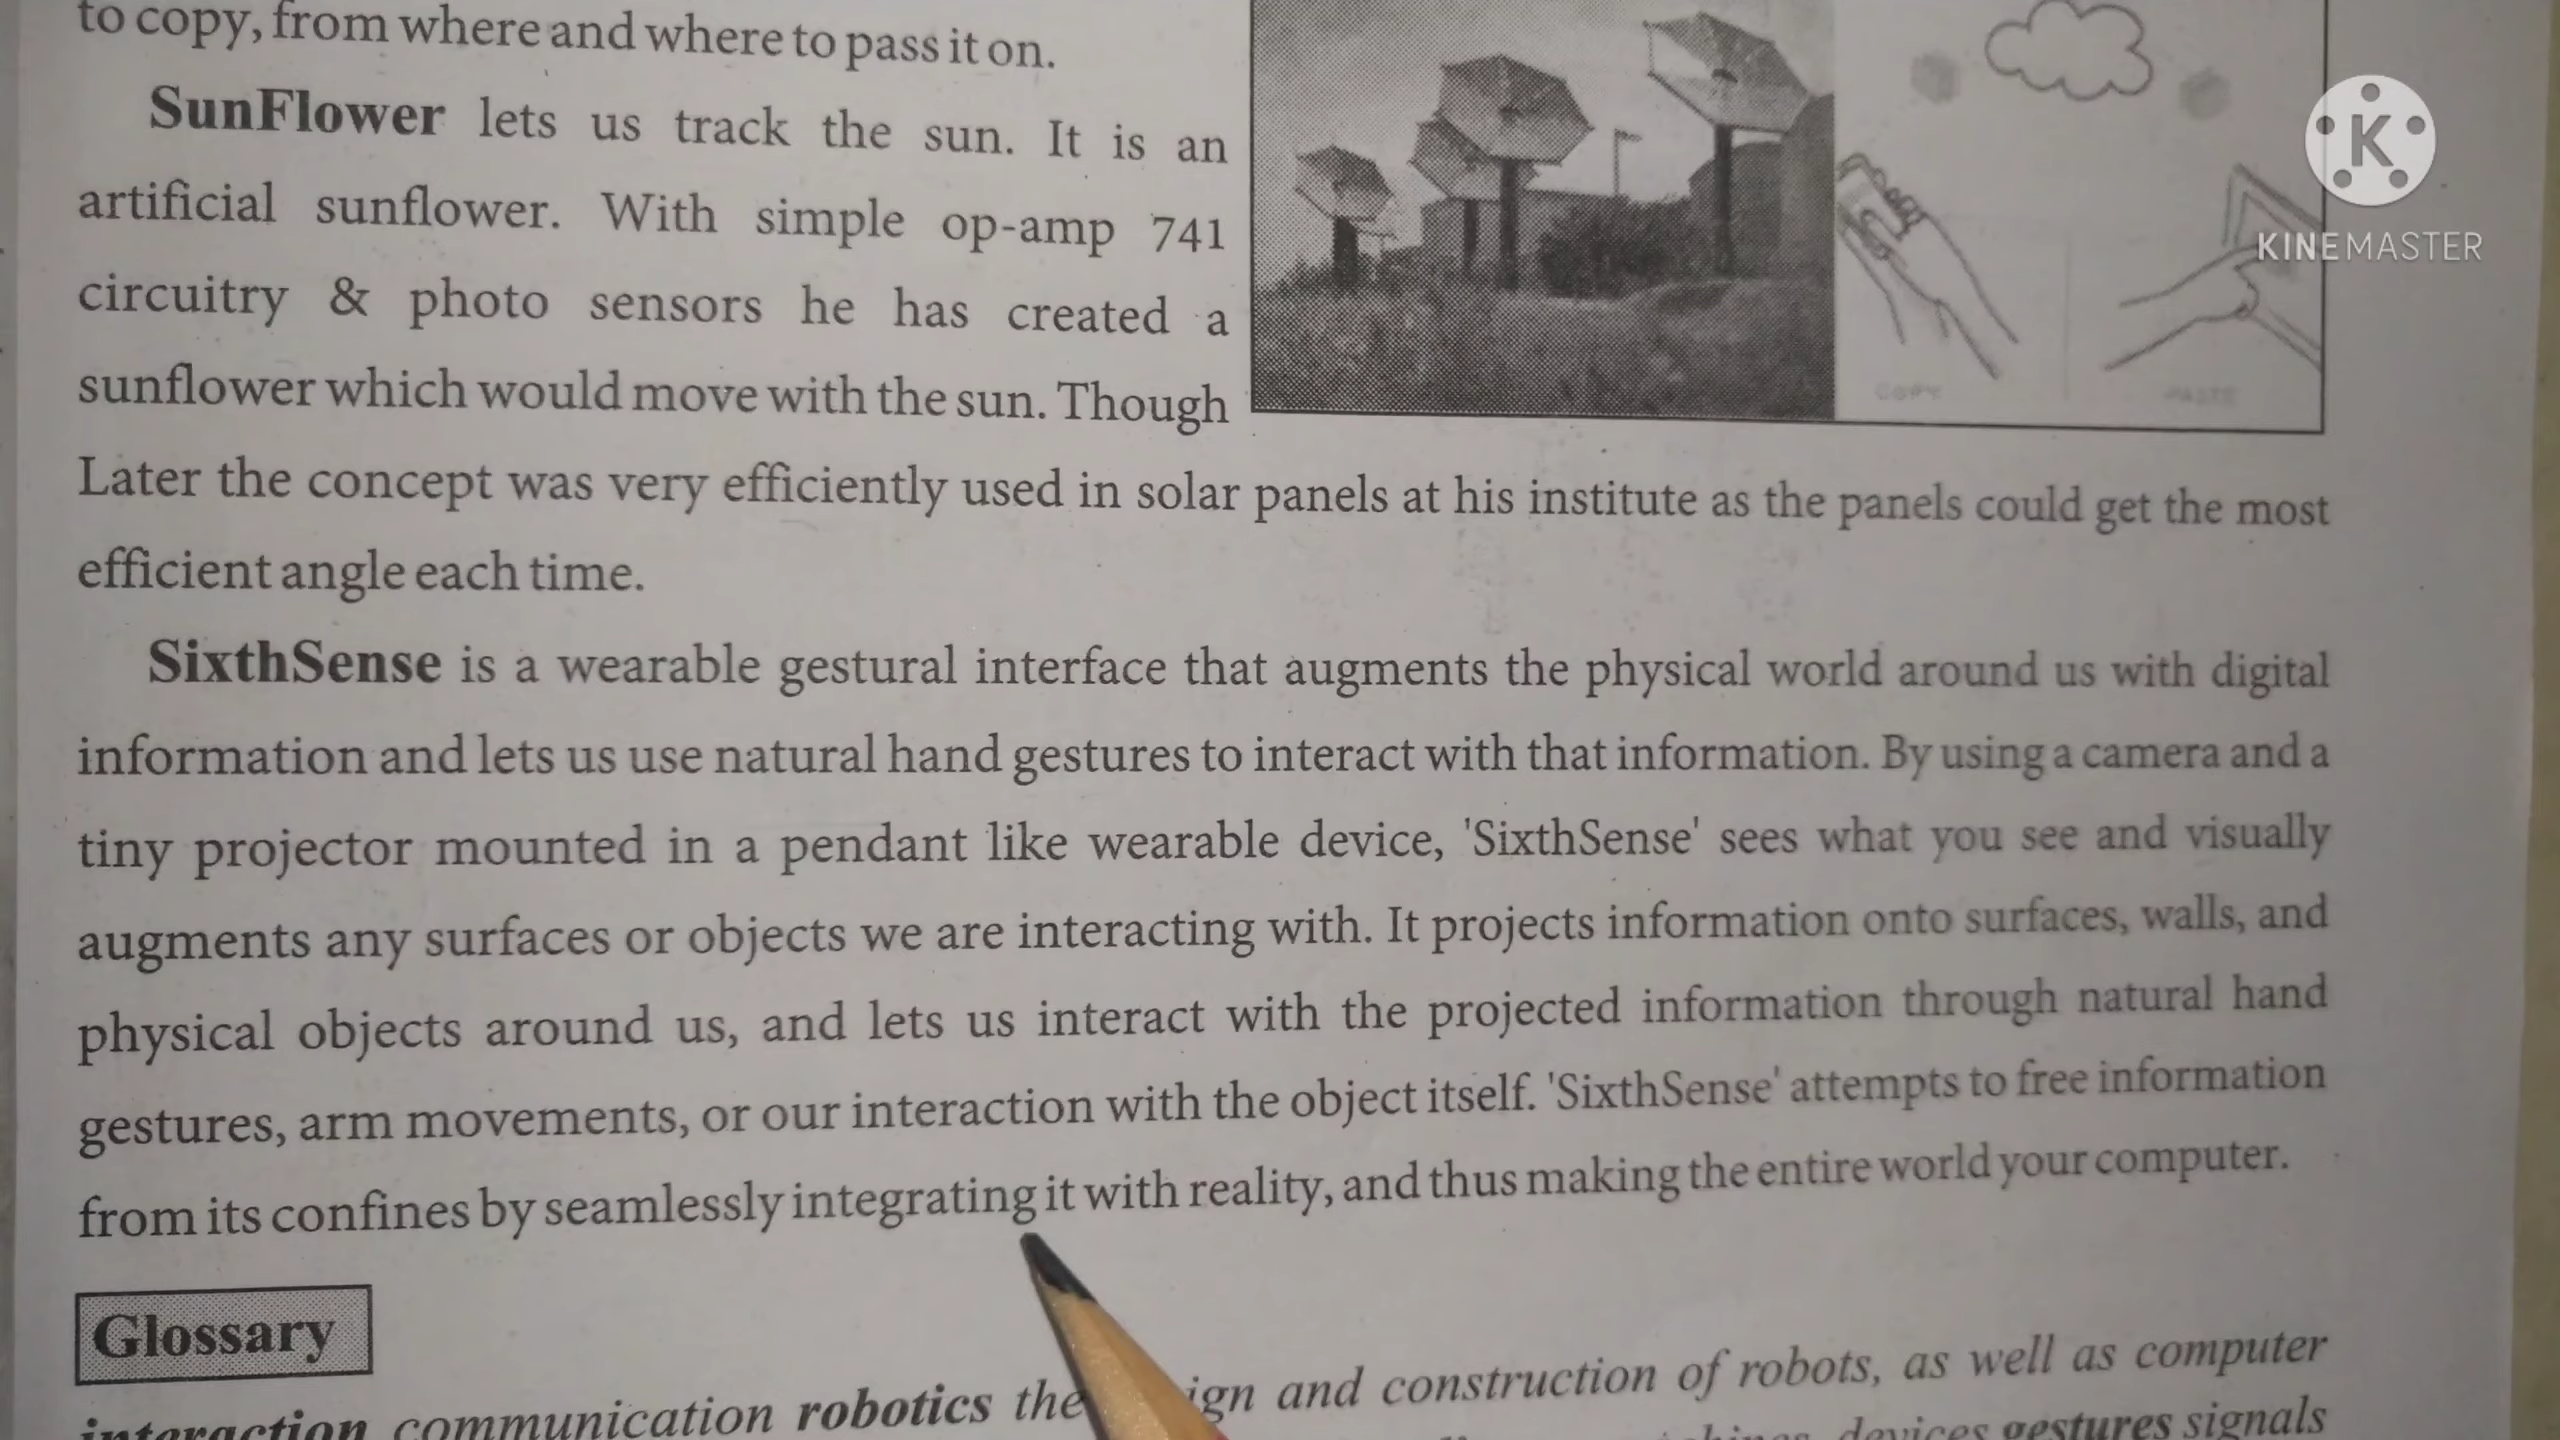 to copy, from where and where to pass it on.
SunFlower lets us track the sun. It is an
artificial sunflower. With simple op-amp 741
circuitry & photo sensors he has created a
sunflower which would move with the sun. Though
COPY
PASTE
KINEMASTER
Later the concept was very efficiently used in solar panels at his institute as the panels could get the most
efficient angle each time.
SixthSense is a wearable gestural interface that augments the physical world around us with digital
information and lets us use natural hand gestures to interact with that information. By using a camera and a
tiny projector mounted in a pendant like wearable device, 'SixthSense' sees what you see and visually
augments any surfaces or objects we are interacting with. It projects information onto surfaces, walls, and
physical objects around us, and lets us interact with the projected information through natural hand
gestures, arm movements, or our interaction with the object itself. 'SixthSense' attempts to free information
from its confines by seamlessly integrating it with reality, and thus making the entire world your computer.
Glossary
interaction communication robotics the and construction of robots, as well as computer
devices gestures signals